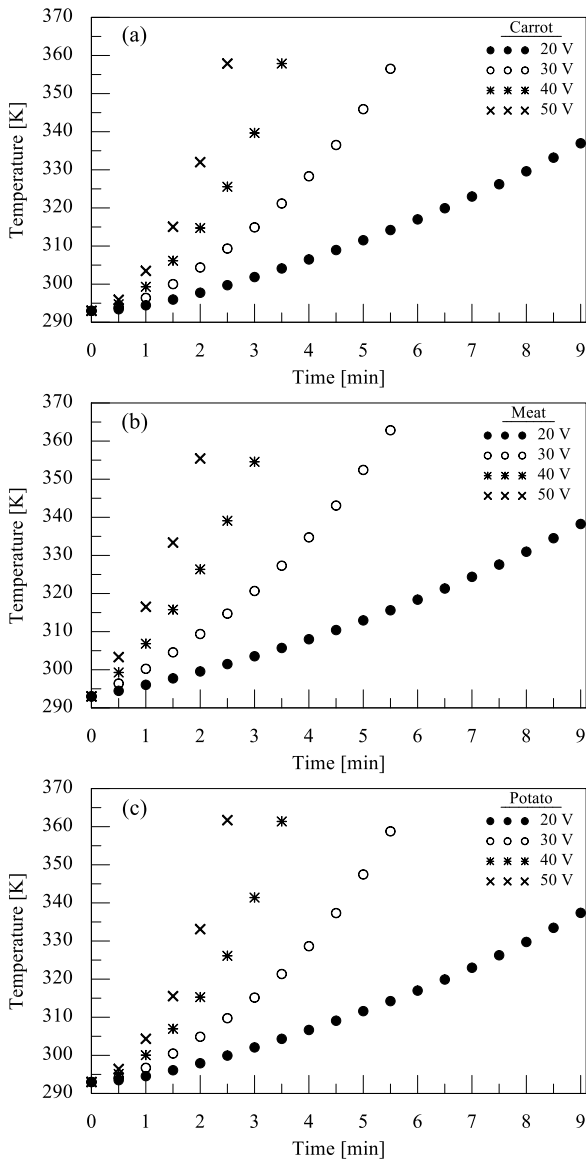 (a)
Carrot
20 V
30 V
40 V
50 V
370
360
350
340
330
320
310
300
290
Temperature [K]
0 1 2 3 4 5 6 7 8 9
Time [min]
(b)
Meat
20 V
30 V
40 V
50 V
370
360
350
340
330
320
310
300
290
Temperature [K]
0 1 2 3 4 5 6 7 8 9
Time [min]
(c)
Potato
20 V
30 V
40 V
50 V
370
360
350
340
330
320
310
300
290
Temperature [K]
0 1 2 3 4 5 6 7 8 9
Time [min]